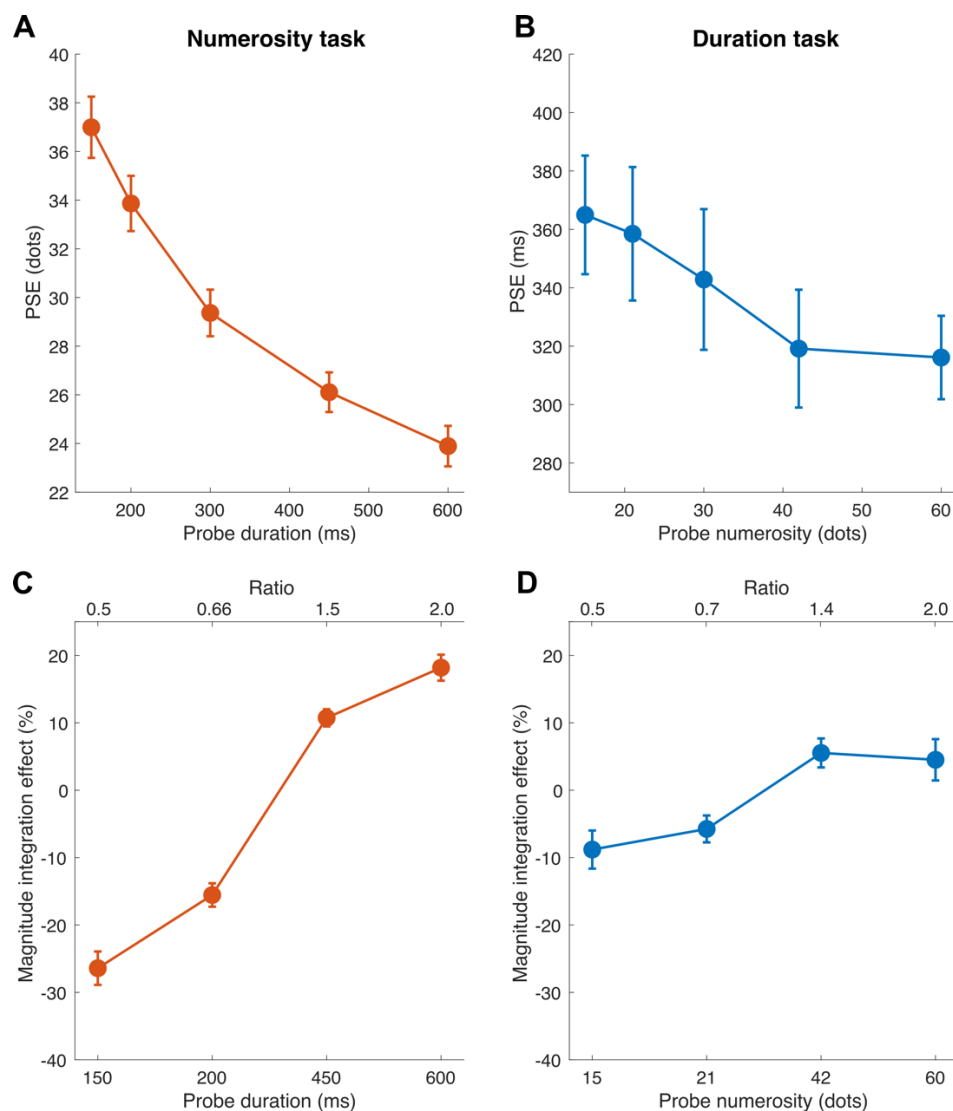 A
Numerosity task
40
38
36
34
32
30
28
26
24
22
PSE (dots)
200 300 400 500 600
Probe duration (ms)
B
Duration task
420
400
380
360
340
320
300
280
PSE (ms)
20 30 40 50 60
Probe numerosity (dots)
C
Ratio
0.5 0.66 1.5 2.0
20
10
0
-10
-20
-30
-40
Magnitude integration effect (%)
150 200 450 600
Probe duration (ms)
D
Ratio
0.5 0.7 1.4 2.0
20
10
0
-10
-20
-30
-40
Magnitude integration effect (%)
15 21 42 60
Probe numerosity (dots)